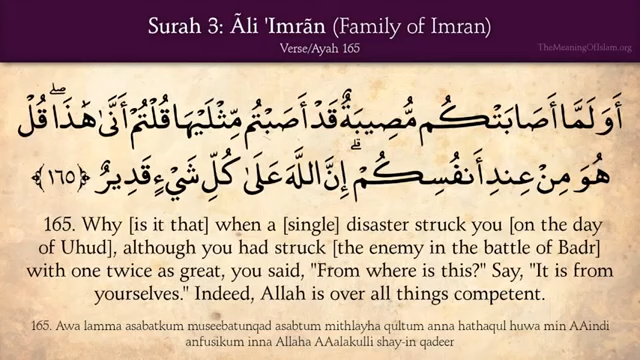 Surah 3: Ãli 'Imrãn (Family of Imran)
Verse/Ayah 165
TheMeaningOfIslam.org
أَوَلَمَّا أَصَابَتْكُم مُّصِيبَةٌ قَدْ أَصَبْتُم مِّثْلَيْهَا قُلْتُمْ أَنَّىٰ هَٰذَا ۖ قُلْ
هُوَ مِنْ عِندِ أَنفُسِكُمْ ۗ إِنَّ اللَّهَ عَلَىٰ كُلِّ شَيْءٍ قَدِيرٌ ﴿١٦٥﴾
165. Why [is it that] when a [single] disaster struck you [on the day
of Uhud], although you had struck [the enemy in the battle of Badr]
with one twice as great, you said, "From where is this?" Say, "It is from
yourselves." Indeed, Allah is over all things competent.
165. Awa lamma asabatkum museebatunqad asabtum mithlayha qultum anna hathaqul huwa min AAindi
anfusikum inna Allaha AAalakulli shay-in qadeer